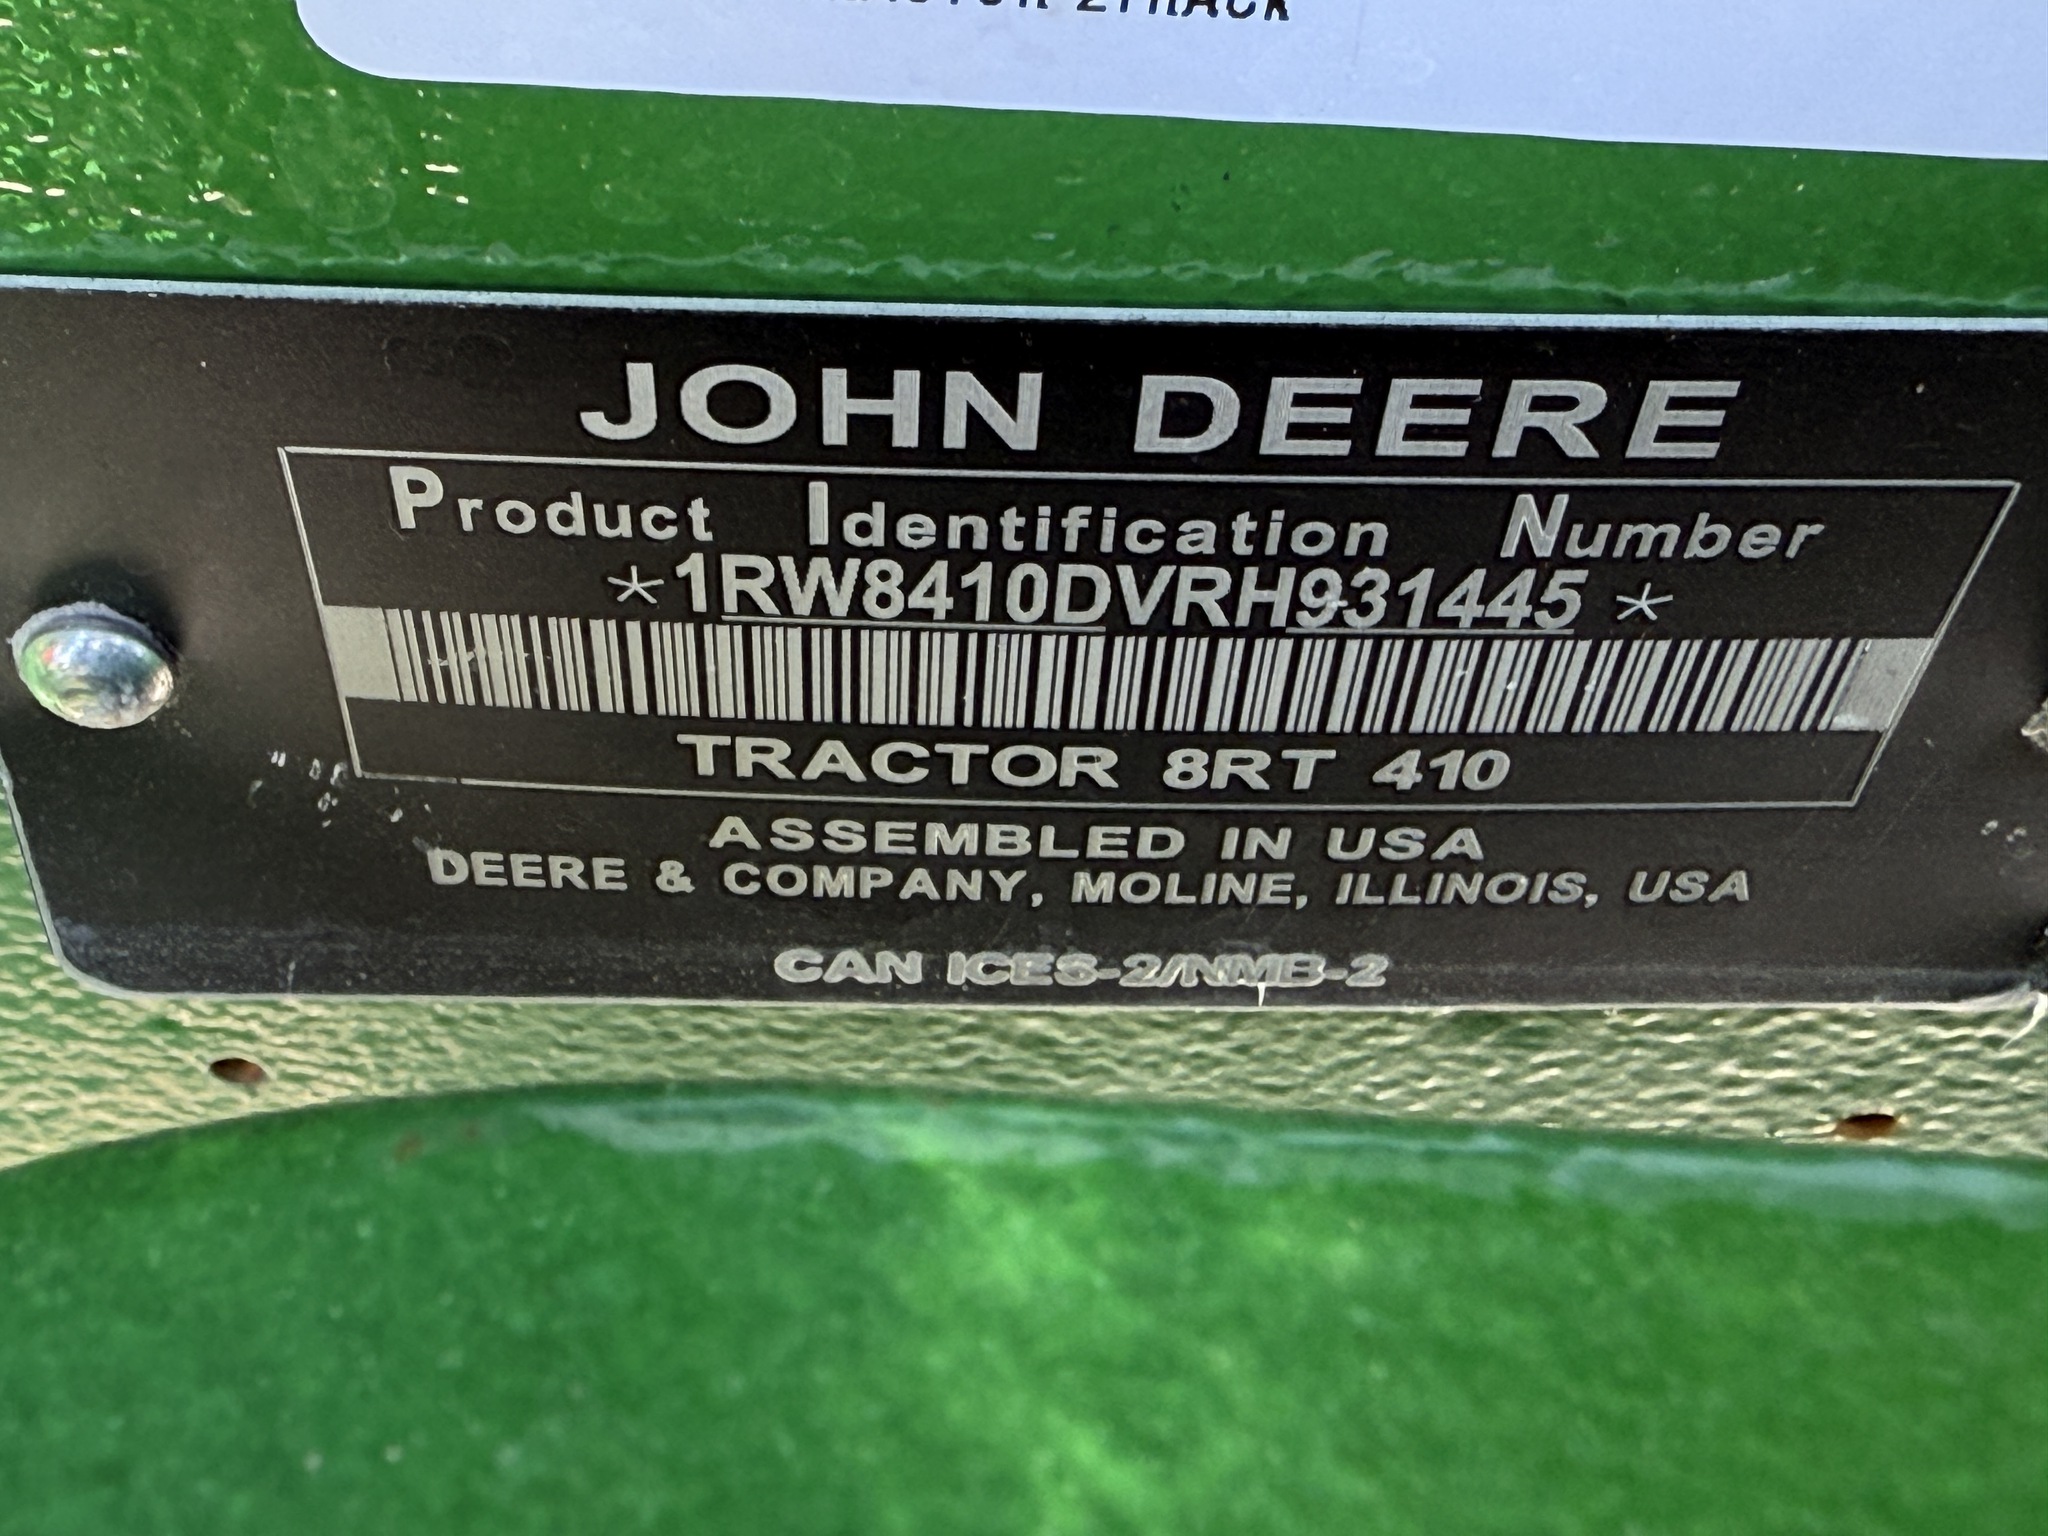 2TRACK
JOHN DEERE
Product Identification Number
*1RW8410DVRH931445*
TRACTOR 8RT 410
ASSEMBLED IN USA
DEERE & COMPANY, MOLINE, ILLINOIS, USA
CAN ICES-2/NMB-2